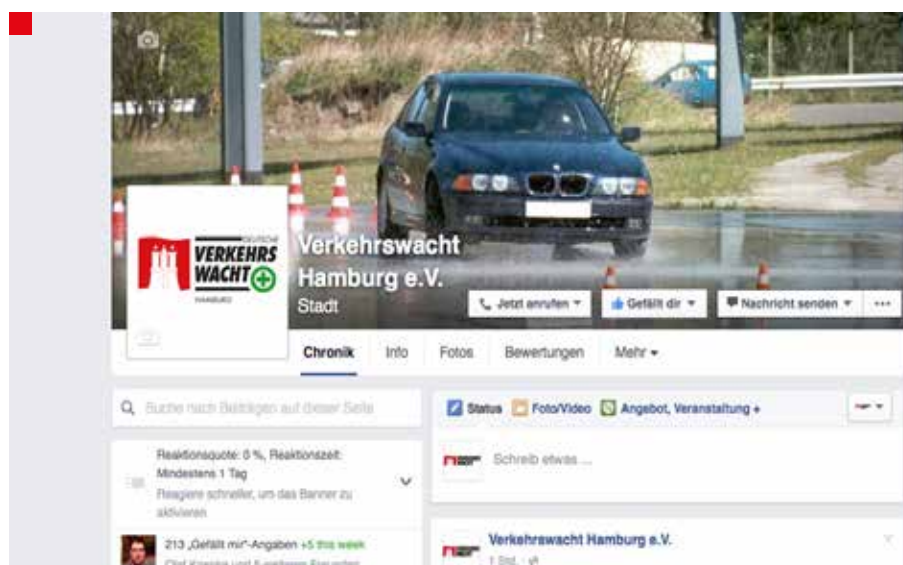 DEUTSCHE
VERKEHRS
WACHT
HAMBURG
Verkehrswacht
Hamburg e.V.
Stadt
Jetzt anrufen
Gefällt dir
Nachricht senden
Chronik Info Fotos Bewertungen Mehr
Suche nach Beiträgen auf dieser Seite
Status Foto/Video Angebot, Veranstaltung +
Schreib etwas ...
Reaktionsquote: 0 %, Reaktionszeit:
Mindestens 1 Tag
Reagiere schneller, um das Banner zu
aktivieren
213 „Gefällt mir“-Angaben +5 this week
Verkehrswacht Hamburg e.V.
1 Std.